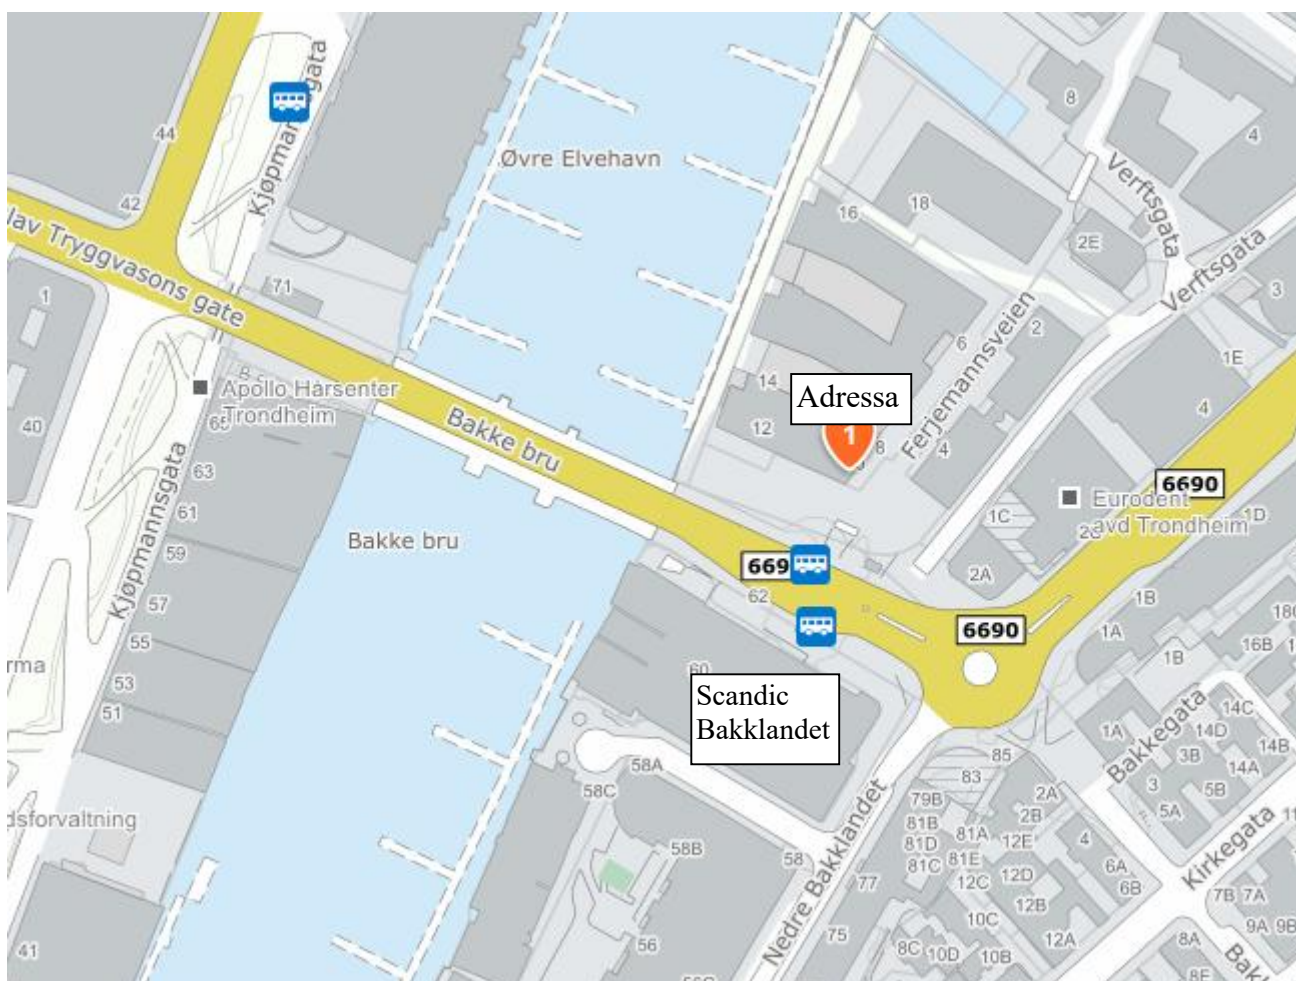 Kjøpmannsgata
44
Øvre Elvehavn
8
4
Verftsgata
42
16
18
2E
Verftsgata
lav Tryggvasons gate
71
3
1
Ferjemannsveien
2
6
1E
Apollo Hårsenter
Trondheim
14
Adressa
4
65
Bakke bru
12
1
8
4
40
63
6690
Eurodent
avd Trondheim
61
1C
1D
Bakke bru
59
Kjøpmannsgata
669
2A
57
62
6690
1B
1A
55
18
rma
60
1B
16B
53
Scandic
Bakklandet
51
14C
1A
14D
Bakkegata
85
3B
14B
58A
83
14A
3
58C
79B
2A
5B
5A
dsforvaltning
81B
2B
81A
12E
4
Kirkegata
81D
58B
58
81C
81E
6A
12C
12D
6B
77
7B
7A
Nedre Bakklandet
12B
10C
9A
9B
75
12A
56
8C
10D
10B
8A
41
8E
Bakk